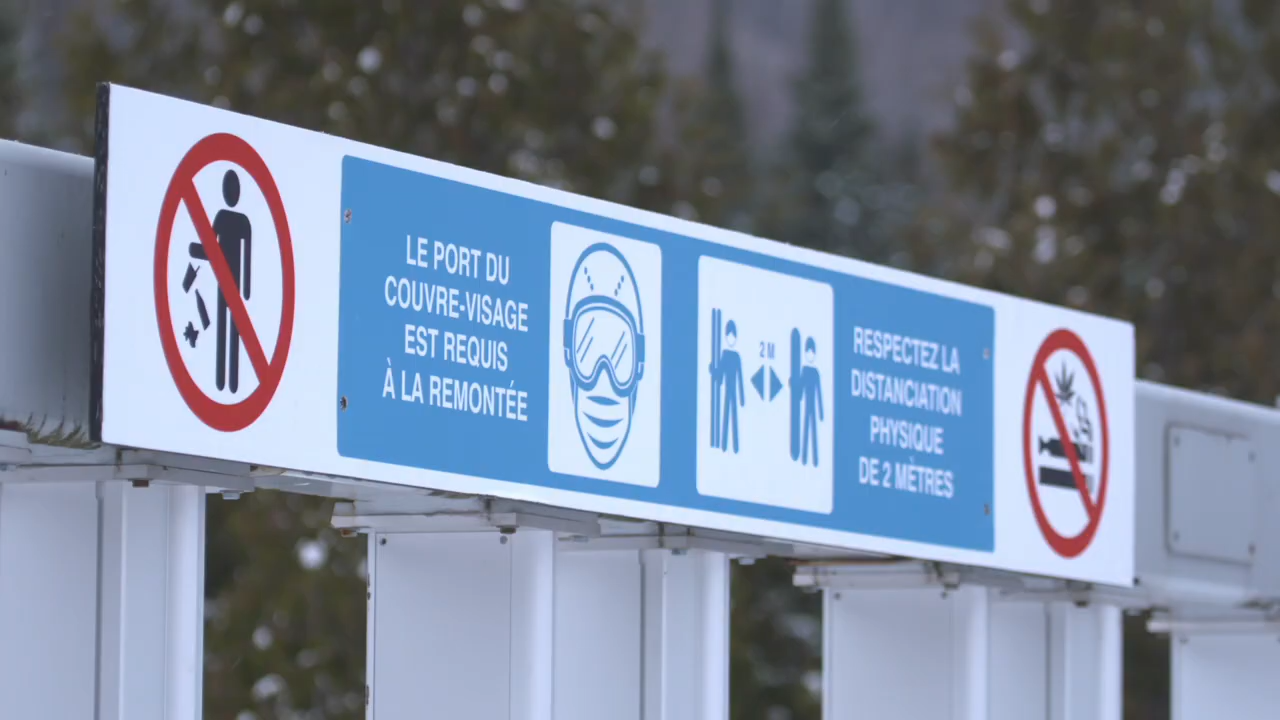 LE PORT DU
COUVRE-VISAGE
EST REQUIS
À LA REMONTÉE
2 M
RESPECTEZ LA
DISTANCIATION
PHYSIQUE
DE 2 MÈTRES